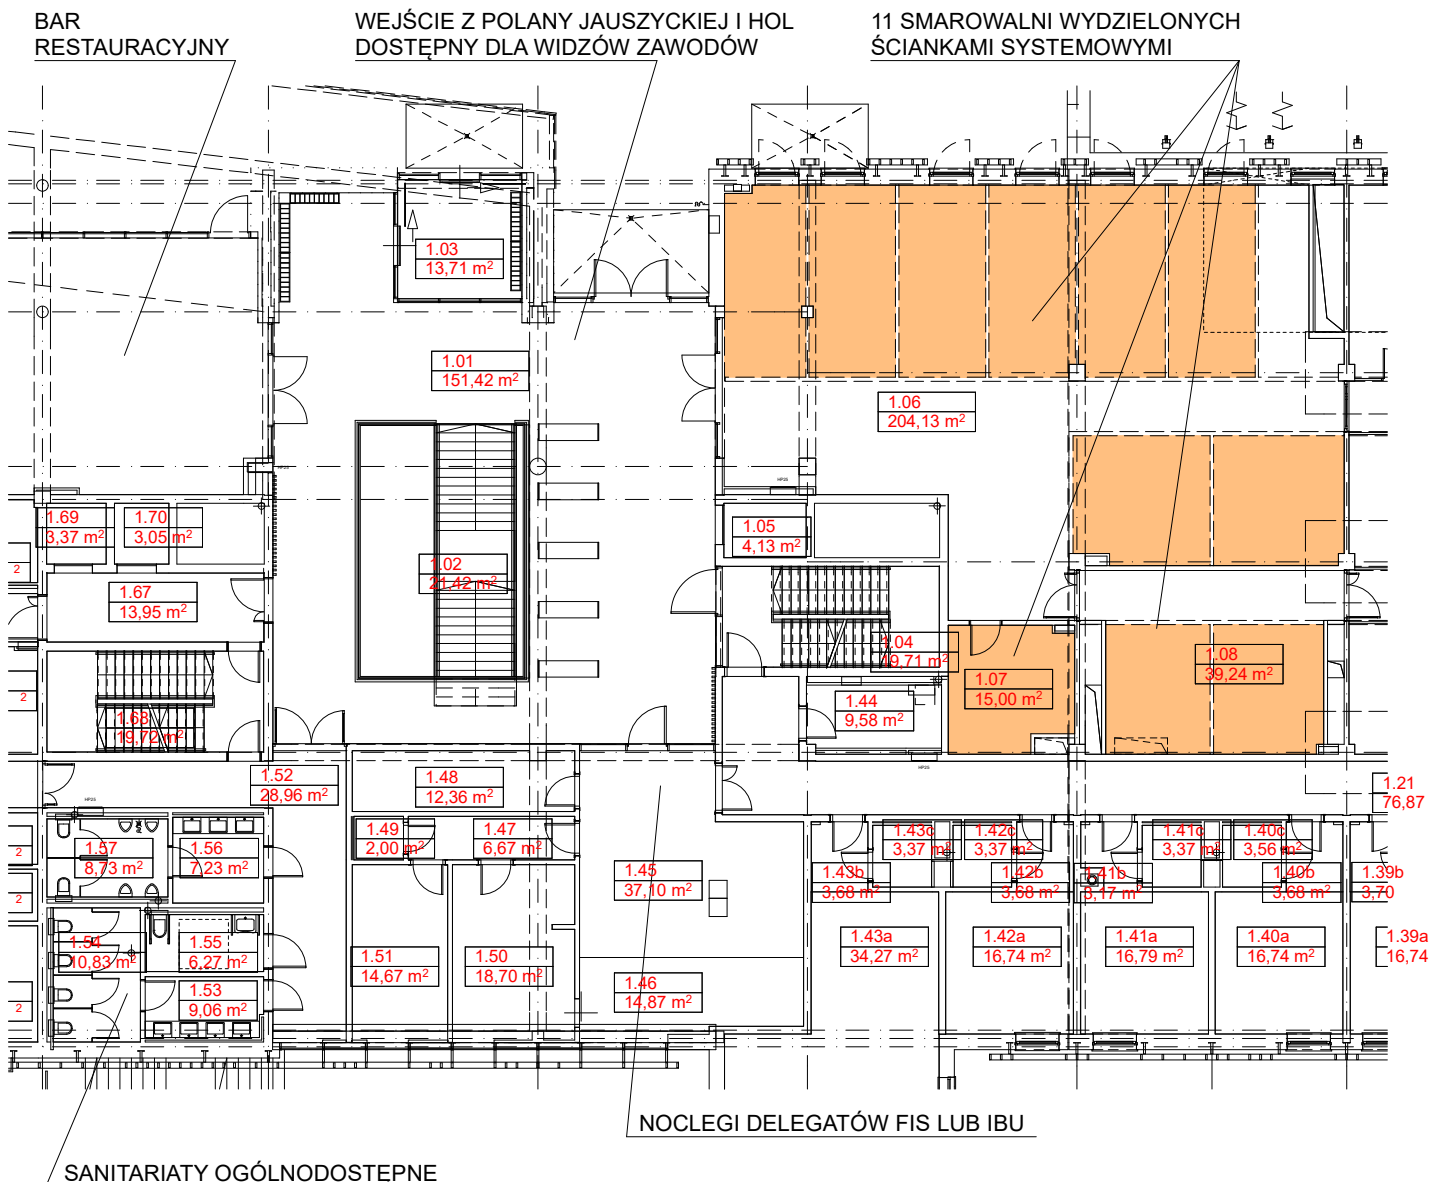 BAR
RESTAURACYJNY
WEJŚCIE Z POLANY JAUSZYCKIEJ I HOL
DOSTĘPNY DLA WIDZÓW ZAWODÓW
11 SMAROWALNI WYDZIELONYCH
ŚCIANKAMI SYSTEMOWYMI
1.03
13,71 m²
1.01
151,42 m²
1.06
204,13 m²
HP25
HP25
1.69
3,37 m²
1.70
3,05 m²
1.05
4,13 m²
1.02
21,42 m²
2
1.67
13,95 m²
1.04
19,71 m²
1.08
39,24 m²
1.07
15,00 m²
2
1.44
9,58 m²
1.68
19,72 m²
HP25
1.52
28,96 m²
1.48
12,36 m²
1.21
76,87
HP25
1.49
2,00 m²
1.47
6,67 m²
1.43c
3,37 m²
1.42c
3,37 m²
1.41c
3,37 m²
1.40c
3,56 m²
2
1.57
8,73 m²
1.56
7,23 m²
1.45
37,10 m²
1.43b
3,68 m²
1.42b
3,68 m²
1.41b
3,17 m²
1.40b
3,68 m²
1.39b
3,70
2
1.54
10,83 m²
1.55
6,27 m²
1.51
14,67 m²
1.50
18,70 m²
1.43a
34,27 m²
1.42a
16,74 m²
1.41a
16,79 m²
1.40a
16,74 m²
1.39a
16,74
1.53
9,06 m²
1.46
14,87 m²
2
NOCLEGI DELEGATÓW FIS LUB IBU
SANITARIATY OGÓLNODOSTĘPNE